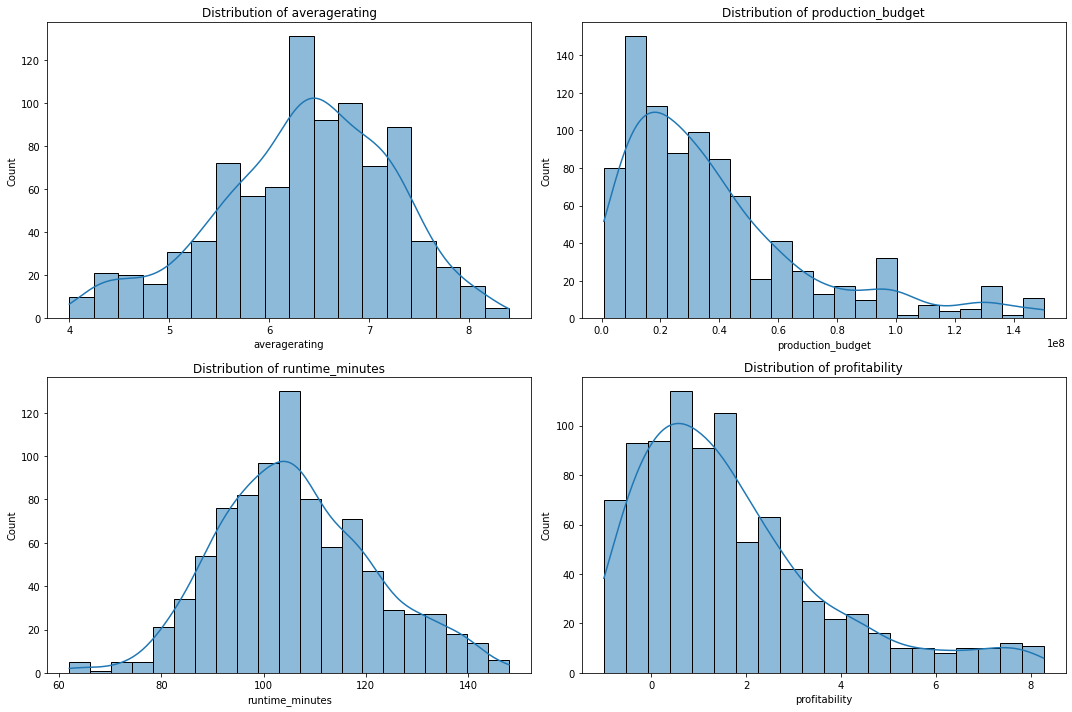 Distribution of averagerating
Count
0 20 40 60 80 100 120
4 5 6 7 8
averagerating
Distribution of production_budget
Count
0 20 40 60 80 100 120 140
0.0 0.2 0.4 0.6 0.8 1.0 1.2 1.4
1e8
production_budget
Distribution of runtime_minutes
Count
0 20 40 60 80 100 120
60 80 100 120 140
runtime_minutes
Distribution of profitability
Count
0 20 40 60 80 100
0 2 4 6 8
profitability